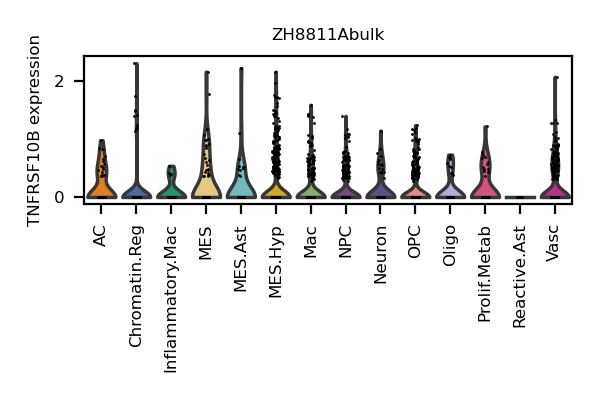 ZH8811Abulk
TNFRSF10B expression
2
0
AC
Chromatin.Reg
Inflammatory.Mac
MES
MES.Ast
MES.Hyp
Mac
NPC
Neuron
OPC
Oligo
Prolif.Metab
Reactive.Ast
Vasc